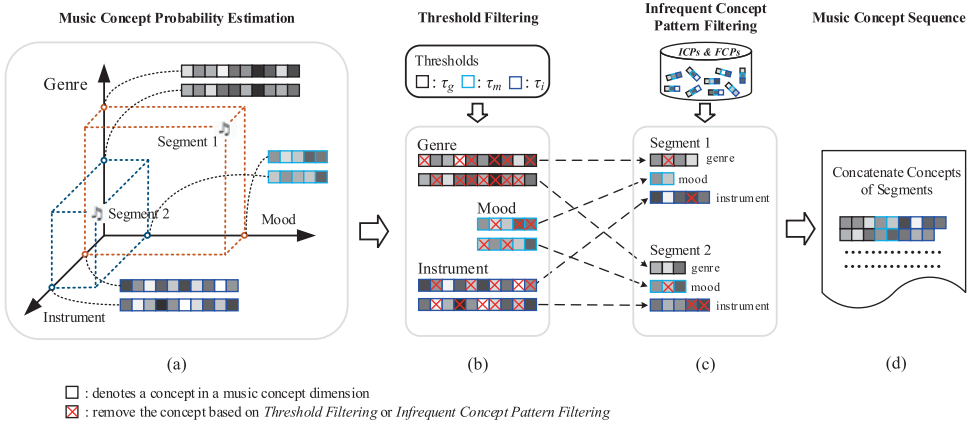 Music Concept Probability Estimation
Threshold Filtering
Infrequent Concept
Pattern Filtering
Music Concept Sequence
Genre
Segment 1
Segment 2
Mood
Instrument
(a)
Thresholds
: τg : τm : τi
Genre
Mood
Instrument
(b)
ICPs & FCPs
Segment 1
genre
mood
instrument
Segment 2
genre
mood
instrument
(c)
Concatenate Concepts
of Segments
(d)
: denotes a concept in a music concept dimension
: remove the concept based on Threshold Filtering or Infrequent Concept Pattern Filtering